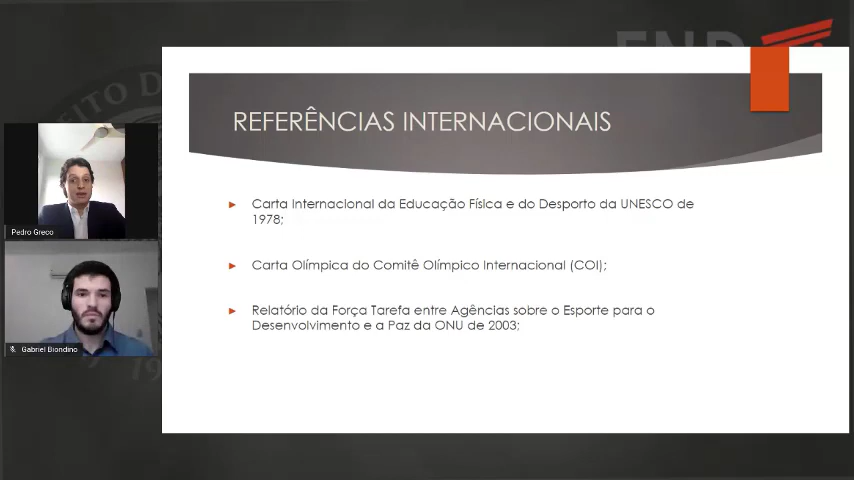 REFERÊNCIAS INTERNACIONAIS
Carta Internacional da Educação Física e do Desporto da UNESCO de
1978;
Carta Olímpica do Comitê Olímpico Internacional (COI);
Relatório da Força Tarefa entre Agências sobre o Esporte para o
Desenvolvimento e a Paz da ONU de 2003;
Pedro Greco
Gabriel Biondino